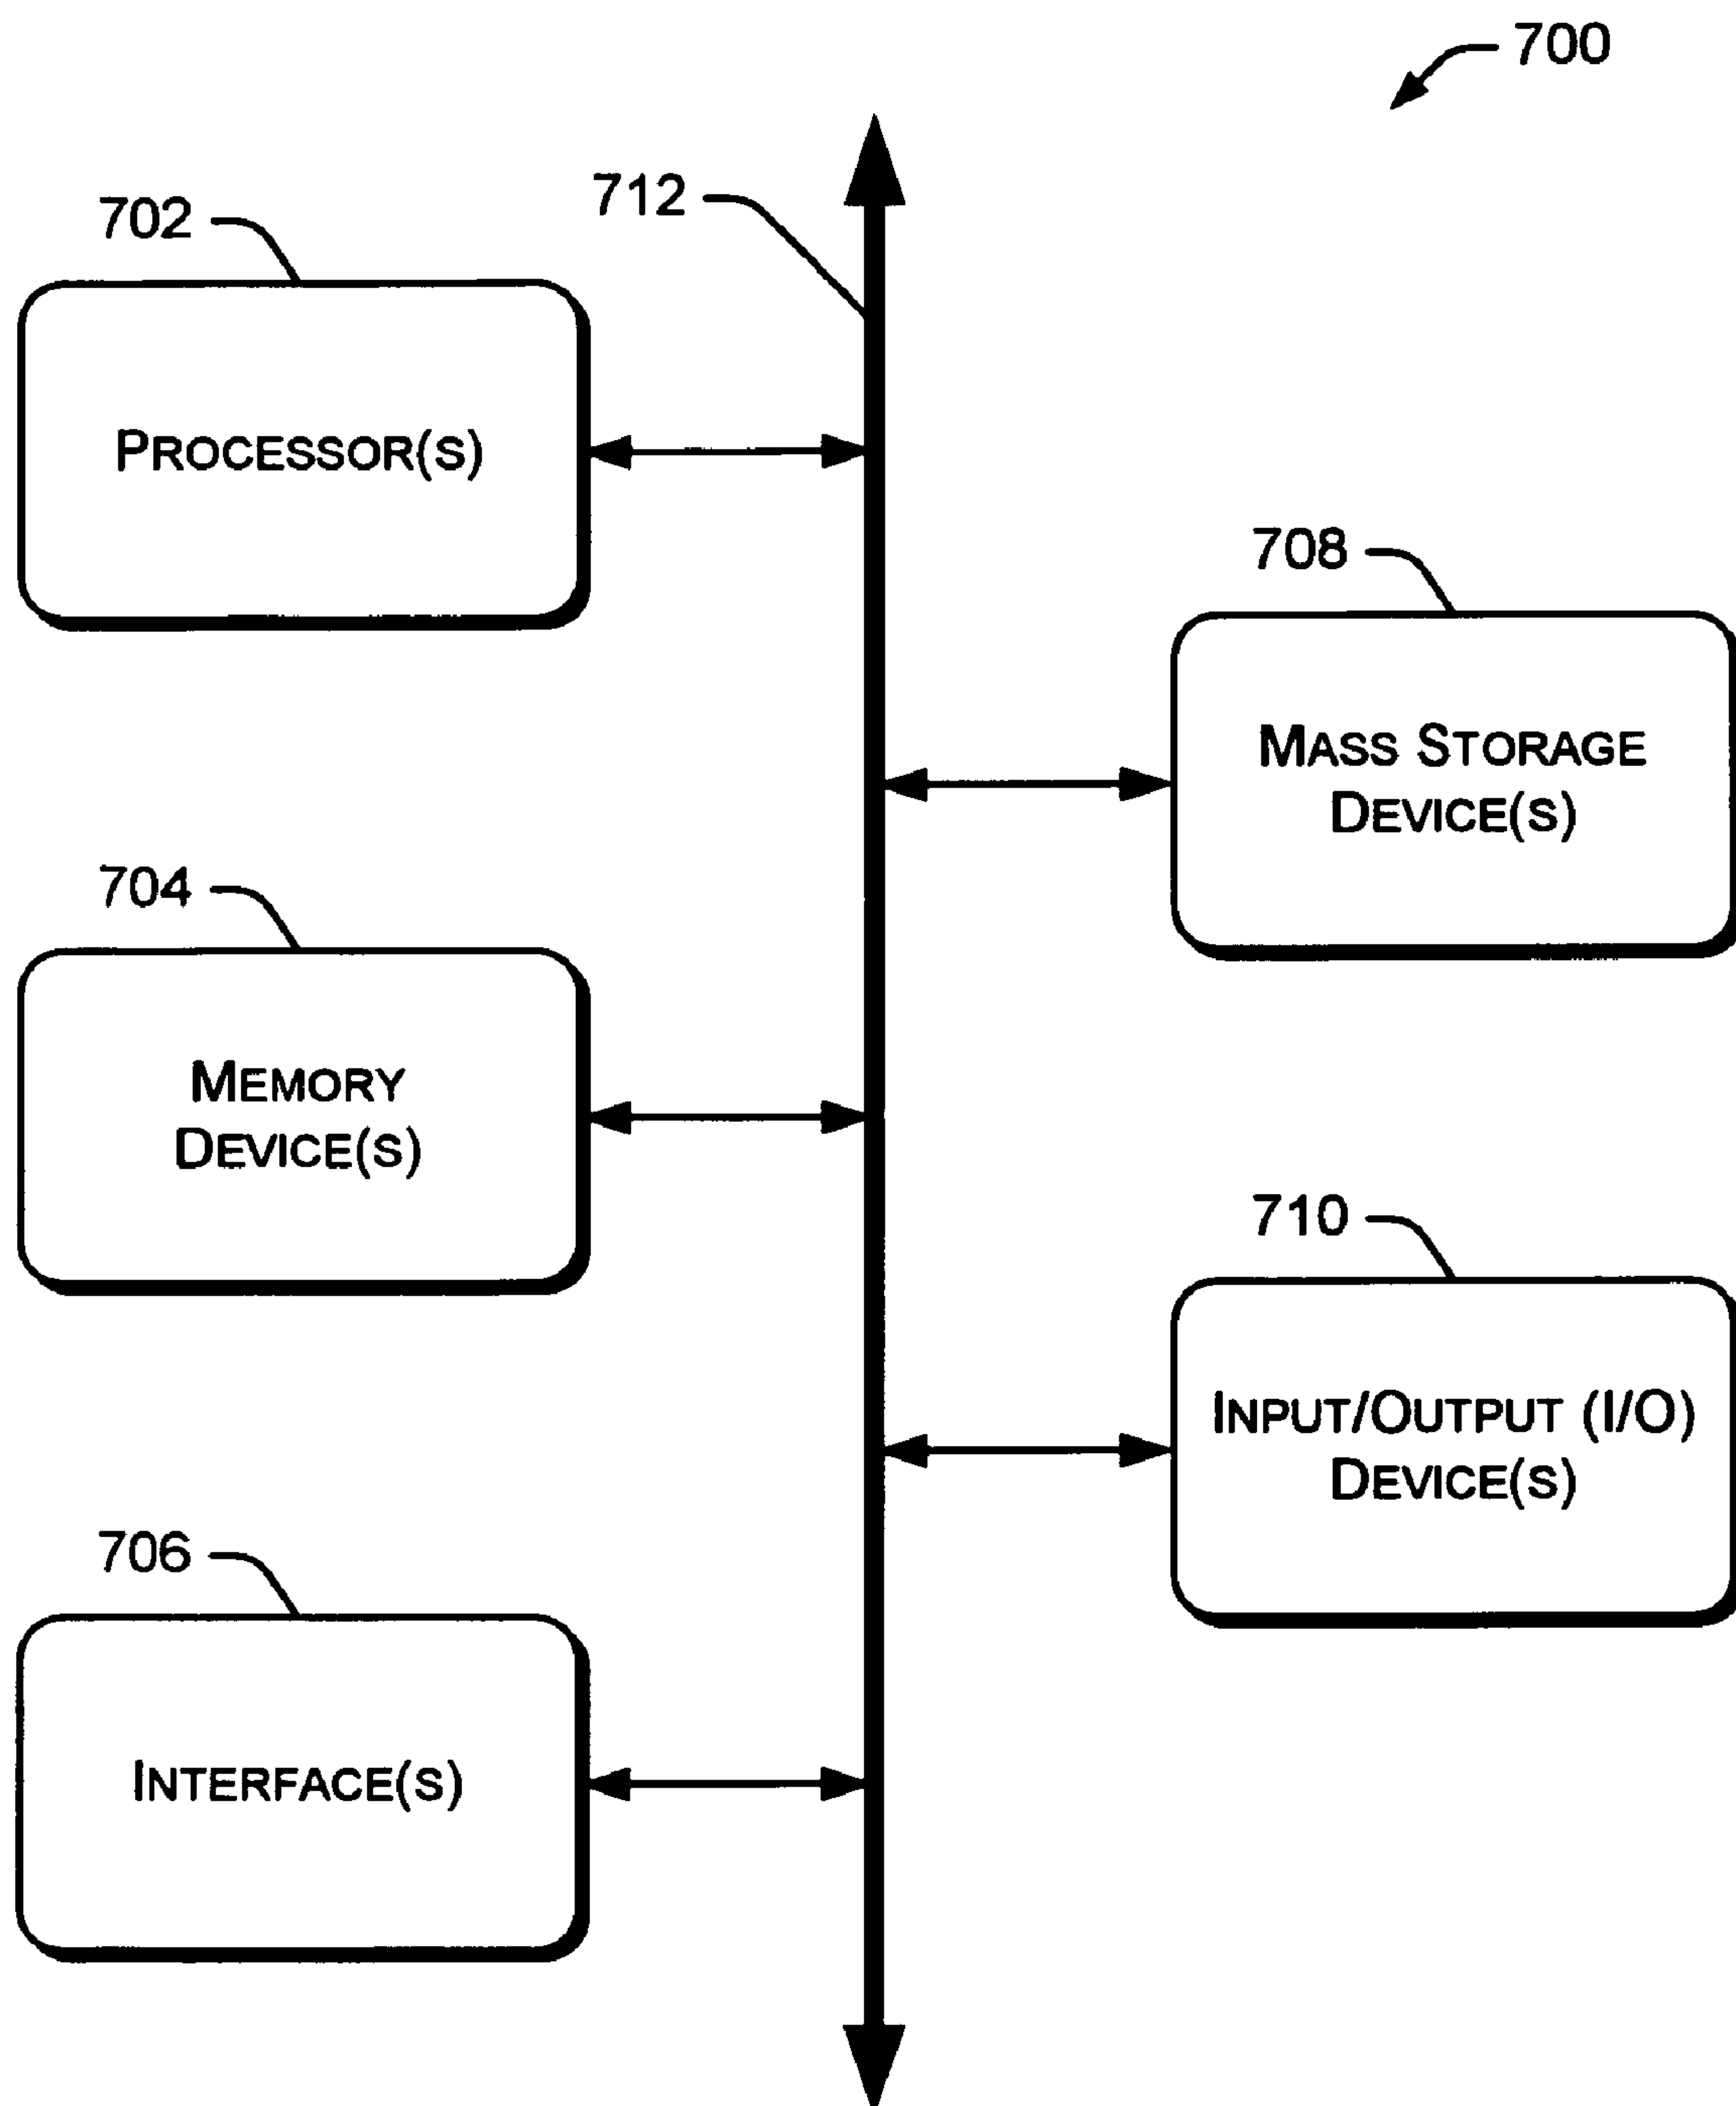 700
712
702
PROCESSOR(S)
708
MASS STORAGE
DEVICE(S)
704
MEMORY
DEVICE(S)
710
INPUT/OUTPUT (I/O)
DEVICE(S)
706
INTERFACE(S)